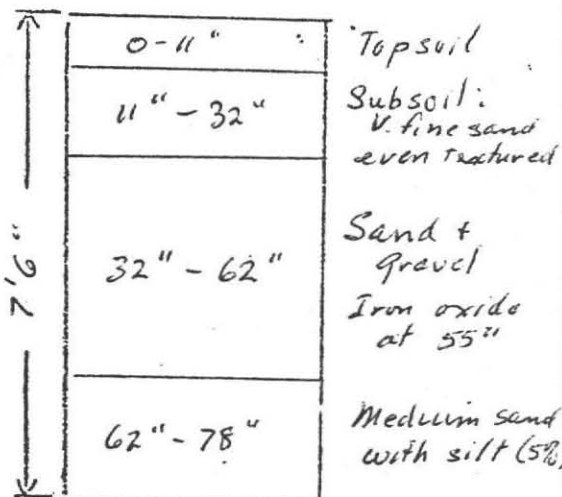 7'6"
0-11"
Topsoil
11" - 32"
Subsoil:
V. fine sand
even textured
32" - 62"
Sand +
gravel
Iron oxide
at 55"
62" - 78"
Medium sand
with silt (5%)